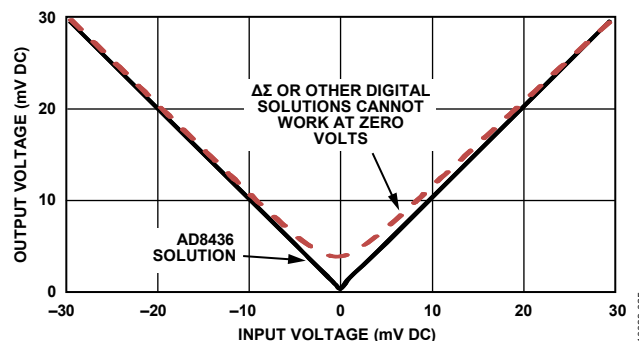 30
20
10
0
OUTPUT VOLTAGE (mV DC)
ΔΣ OR OTHER DIGITAL
SOLUTIONS CANNOT
WORK AT ZERO
VOLTS
AD8436
SOLUTION
–30 –20 –10 0 10 20 30
INPUT VOLTAGE (mV DC)